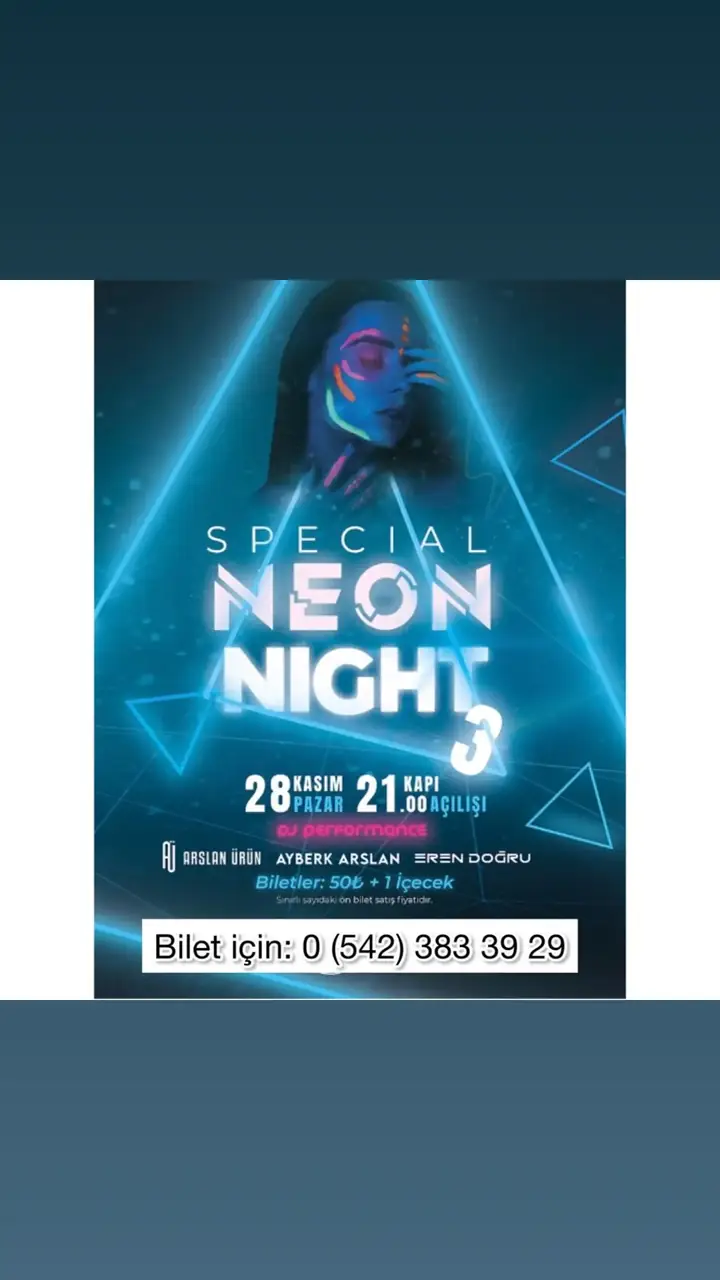 SPECIAL
NEON
NIGHT
3
28 KASIM PAZAR 21.00 KAPI AÇILIŞI
DJ PERFORMANCE
AÜ ARSLAN ÜRÜN AYBERK ARSLAN EREN DOĞRU
Biletler: 50₺ + 1 İçecek
Sınırlı sayıdaki ön bilet satış fiyatıdır.
Bilet için: 0 (542) 383 39 29